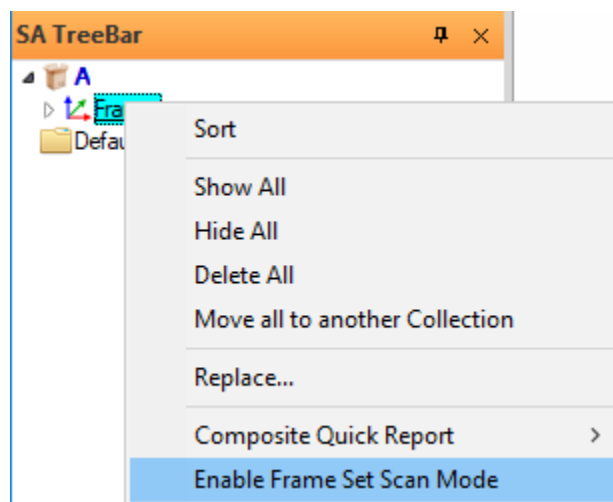 SA TreeBar
A
Sort
Show All
Hide All
Delete All
Move all to another Collection
Replace...
Composite Quick Report
Enable Frame Set Scan Mode